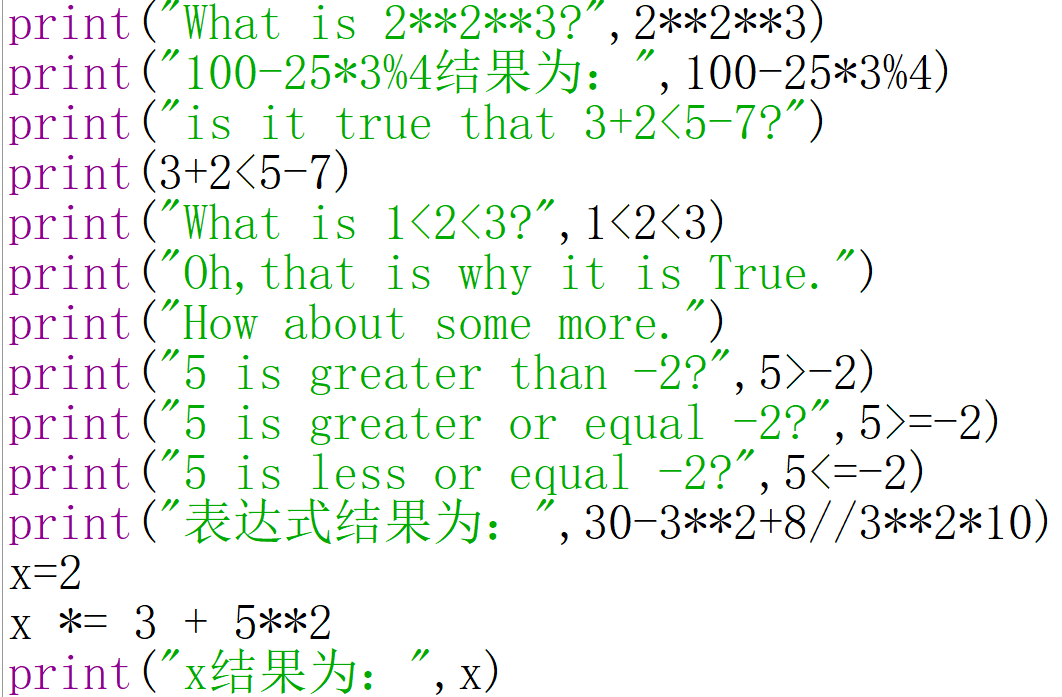 print("What is 2**2**3?",2**2**3)
print("100-25*3%4结果为：",100-25*3%4)
print("is it true that 3+2<5-7?")
print(3+2<5-7)
print("What is 1<2<3?",1<2<3)
print("Oh,that is why it is True.")
print("How about some more.")
print("5 is greater than -2?",5>-2)
print("5 is greater or equal -2?",5>=-2)
print("5 is less or equal -2?",5<=-2)
print("表达式结果为：",30-3**2+8//3**2*10)
x=2
x *= 3 + 5**2
print("x结果为：",x)